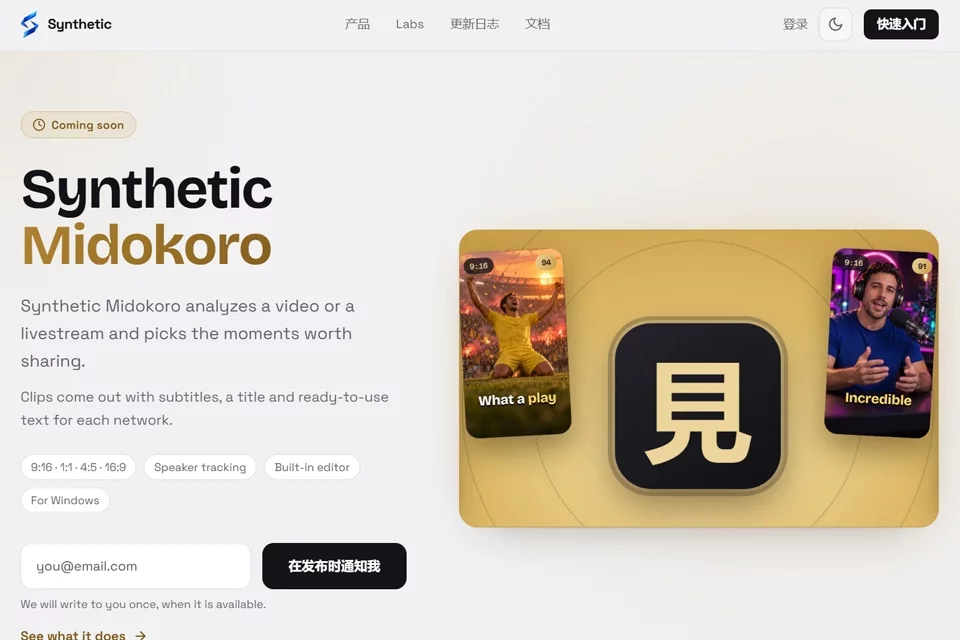 Synthetic
产品
Labs
更新日志
文档
登录
快速入门
Coming soon
Synthetic
Midokoro
Synthetic Midokoro analyzes a video or a
livestream and picks the moments worth
sharing.
Clips come out with subtitles, a title and ready-to-use
text for each network.
9:16 · 1:1 · 4:5 · 16:9
Speaker tracking
Built-in editor
For Windows
you@email.com
在发布时通知我
We will write to you once, when it is available.
See what it does →
9:16
94
What a play
見
9:16
91
Incredible